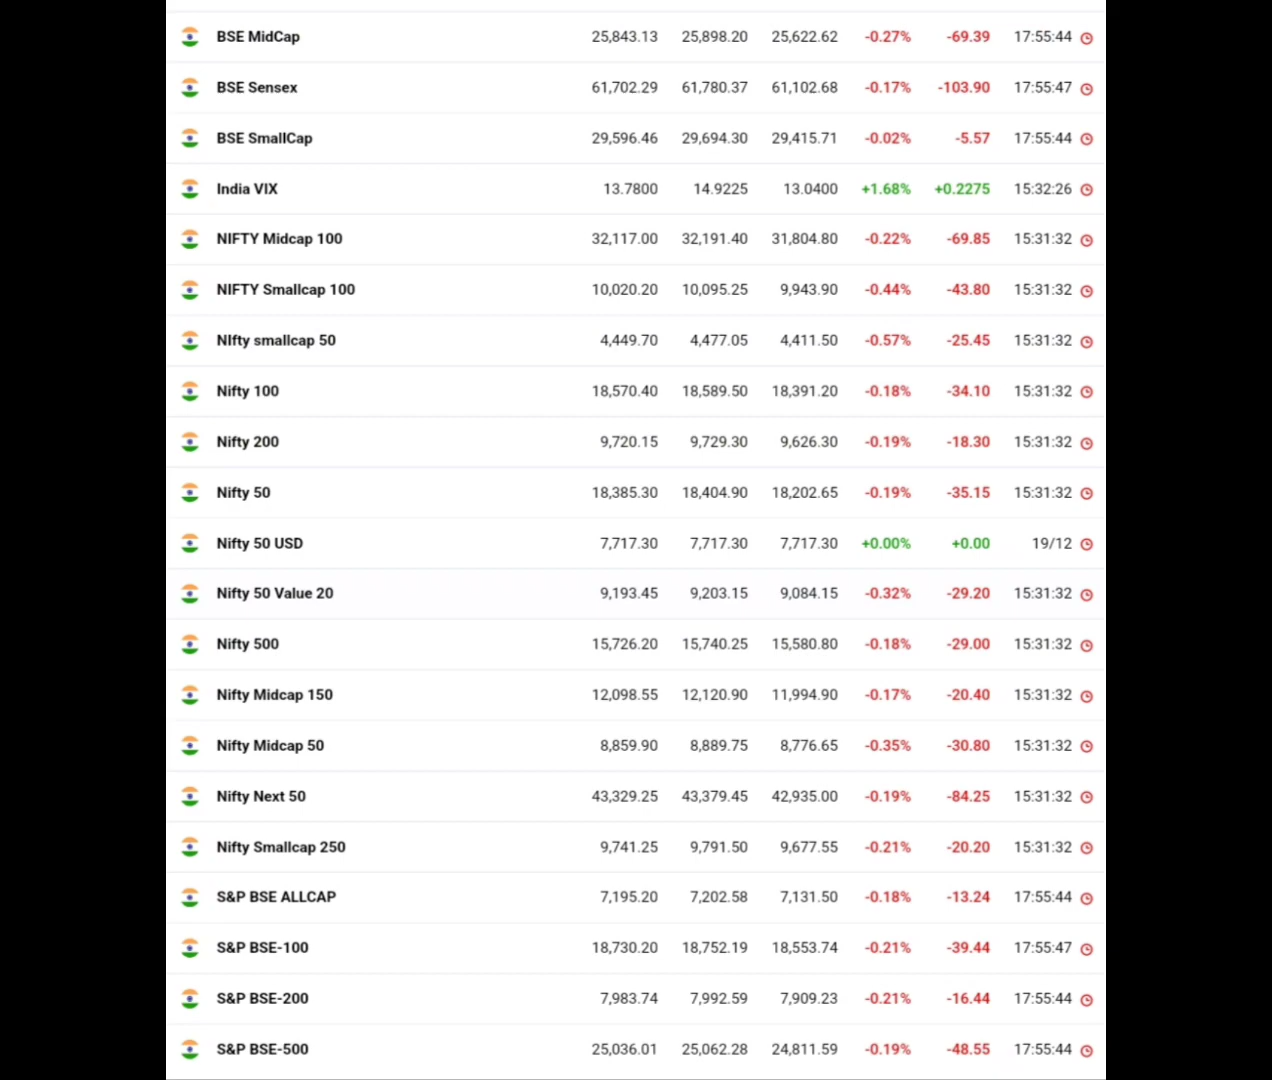 BSE MidCap 25,843.13 25,898.20 25,622.62 -0.27% -69.39 17:55:44
BSE Sensex 61,702.29 61,780.37 61,102.68 -0.17% -103.90 17:55:47
BSE SmallCap 29,596.46 29,694.30 29,415.71 -0.02% -5.57 17:55:44
India VIX 13.7800 14.9225 13.0400 +1.68% +0.2275 15:32:26
NIFTY Midcap 100 32,117.00 32,191.40 31,804.80 -0.22% -69.85 15:31:32
NIFTY Smallcap 100 10,020.20 10,095.25 9,943.90 -0.44% -43.80 15:31:32
NIfty smallcap 50 4,449.70 4,477.05 4,411.50 -0.57% -25.45 15:31:32
Nifty 100 18,570.40 18,589.50 18,391.20 -0.18% -34.10 15:31:32
Nifty 200 9,720.15 9,729.30 9,626.30 -0.19% -18.30 15:31:32
Nifty 50 18,385.30 18,404.90 18,202.65 -0.19% -35.15 15:31:32
Nifty 50 USD 7,717.30 7,717.30 7,717.30 +0.00% +0.00 19/12
Nifty 50 Value 20 9,193.45 9,203.15 9,084.15 -0.32% -29.20 15:31:32
Nifty 500 15,726.20 15,740.25 15,580.80 -0.18% -29.00 15:31:32
Nifty Midcap 150 12,098.55 12,120.90 11,994.90 -0.17% -20.40 15:31:32
Nifty Midcap 50 8,859.90 8,889.75 8,776.65 -0.35% -30.80 15:31:32
Nifty Next 50 43,329.25 43,379.45 42,935.00 -0.19% -84.25 15:31:32
Nifty Smallcap 250 9,741.25 9,791.50 9,677.55 -0.21% -20.20 15:31:32
S&P BSE ALLCAP 7,195.20 7,202.58 7,131.50 -0.18% -13.24 17:55:44
S&P BSE-100 18,730.20 18,752.19 18,553.74 -0.21% -39.44 17:55:47
S&P BSE-200 7,983.74 7,992.59 7,909.23 -0.21% -16.44 17:55:44
S&P BSE-500 25,036.01 25,062.28 24,811.59 -0.19% -48.55 17:55:44